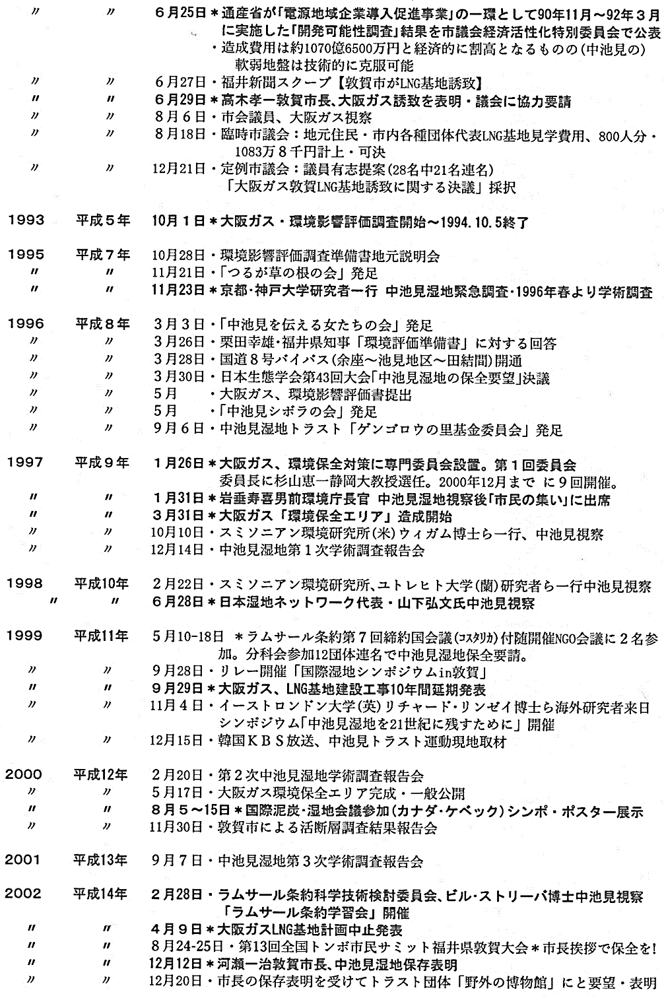 〃 〃 6月25日＊通産省が｢電源地域企業導入促進事業｣の一環として90年11月～92年３月
に実施した｢開発可能性調査｣結果を市議会経済活性化特別委員会で公表
・造成費用は約1070億6500万円と経済的に割高となるものの(中池見の)
軟弱地盤は技術的に克服可能
〃 〃 6月27日・福井新聞スクープ【敦賀市がLNG基地誘致】
〃 〃 6月29日＊高木孝一敦賀市長、大阪ガス誘致を表明・議会に協力要請
〃 〃 8月６日・市会議員、大阪ガス視察
〃 〃 8月18日・臨時市議会：地元住民・市内各種団体代表LNG基地見学費用、800人分・
1083万８千円計上・可決
〃 〃 12月21日・定例市議会：議員有志提案(28名中21名連名)
「大阪ガス敦賀LNG基地誘致に関する決議」採択
1993 平成５年 10月１日＊大阪ガス・環境影響評価調査開始～1994.10.5終了
1995 平成７年 10月28日・環境影響評価調査準備書地元説明会
〃 〃 11月21日・「つるが草の根の会」発足
〃 〃 11月23日＊京都･神戸大学研究者一行 中池見湿地緊急調査･1996年春より学術調査
1996 平成８年 ３月３日・「中池見を伝える女たちの会」発足
〃 〃 ３月26日・栗田幸雄･福井県知事「環境評価準備書」に対する回答
〃 〃 ３月28日・国道８号バイパス(余座～池見地区～田結間)開通
〃 〃 ３月30日・日本生態学会第43回大会｢中池見湿地の保全要望｣決議
〃 〃 ５月 ・大阪ガス、環境影響評価書提出
〃 〃 ５月 ・「中池見シボラの会」発足
〃 〃 ９月６日・中池見湿地トラスト「ゲンゴロウの里基金委員会」発足
1997 平成９年 １月26日＊大阪ガス、環境保全対策に専門委員会設置。第１回委員会
委員長に杉山恵一静岡大教授選任。2000年12月まで に９回開催。
〃 〃 １月31日＊岩垂寿喜男前環境庁長官 中池見湿地視察後｢市民の集い｣に出席
〃 〃 ３月31日＊大阪ガス「環境保全エリア」造成開始
〃 〃 10月10日・スミソニアン環境研究所(米)ウィガム博士ら一行、中池見視察
〃 〃 12月14日・中池見湿地第１次学術調査報告会
1998 平成10年 ２月22日・スミソニアン環境研究所､ユトレヒト大学(蘭)研究者ら一行中池見視察
〃 〃 ６月28日＊日本湿地ネットワーク代表・山下弘文氏中池見視察
1999 平成11年 ５月10-18日 ＊ラムサール条約第７回締約国会議(ｺｽﾀﾘｶ)付随開催NGO会議に２名参
加。分科会参加12団体連名で中池見湿地保全要請。
〃 〃 ９月28日・リレー開催「国際湿地シンポジウムin敦賀」
〃 〃 ９月29日＊大阪ガス、LNG基地建設工事10年間延期発表
〃 〃 11月４日・イーストロンドン大学(英)リチャード･リンゼイ博士ら海外研究者来日
シンポジウム｢中池見湿地を21世紀に残すために」開催
〃 〃 12月15日・韓国ＫＢＳ放送、中池見トラスト運動現地取材
2000 平成12年 ２月20日・第２次中池見湿地学術調査報告会
〃 〃 ５月17日・大阪ガス環境保全エリア完成・一般公開
〃 〃 ８月５～15日＊国際泥炭･湿地会議参加(カナダ･ケベック)シンポ・ポスター展示
〃 〃 11月30日・敦賀市による活断層調査結果報告会
2001 平成13年 ９月７日・中池見湿地第３次学術調査報告会
2002 平成14年 ２月28日・ラムサール条約科学技術検討委員会､ビル･ストリーバ博士中池見視察
「ラムサール条約学習会」開催
〃 〃 ４月９日＊大阪ガスLNG基地計画中止発表
〃 〃 ８月24-25日・第13回全国トンボ市民サミット福井県敦賀大会＊市長挨拶で保全を!
〃 〃 12月12日＊河瀬一治敦賀市長、中池見湿地保存表明
〃 〃 12月20日・市長の保存表明を受けてトラスト団体「野外の博物館」にと要望・表明